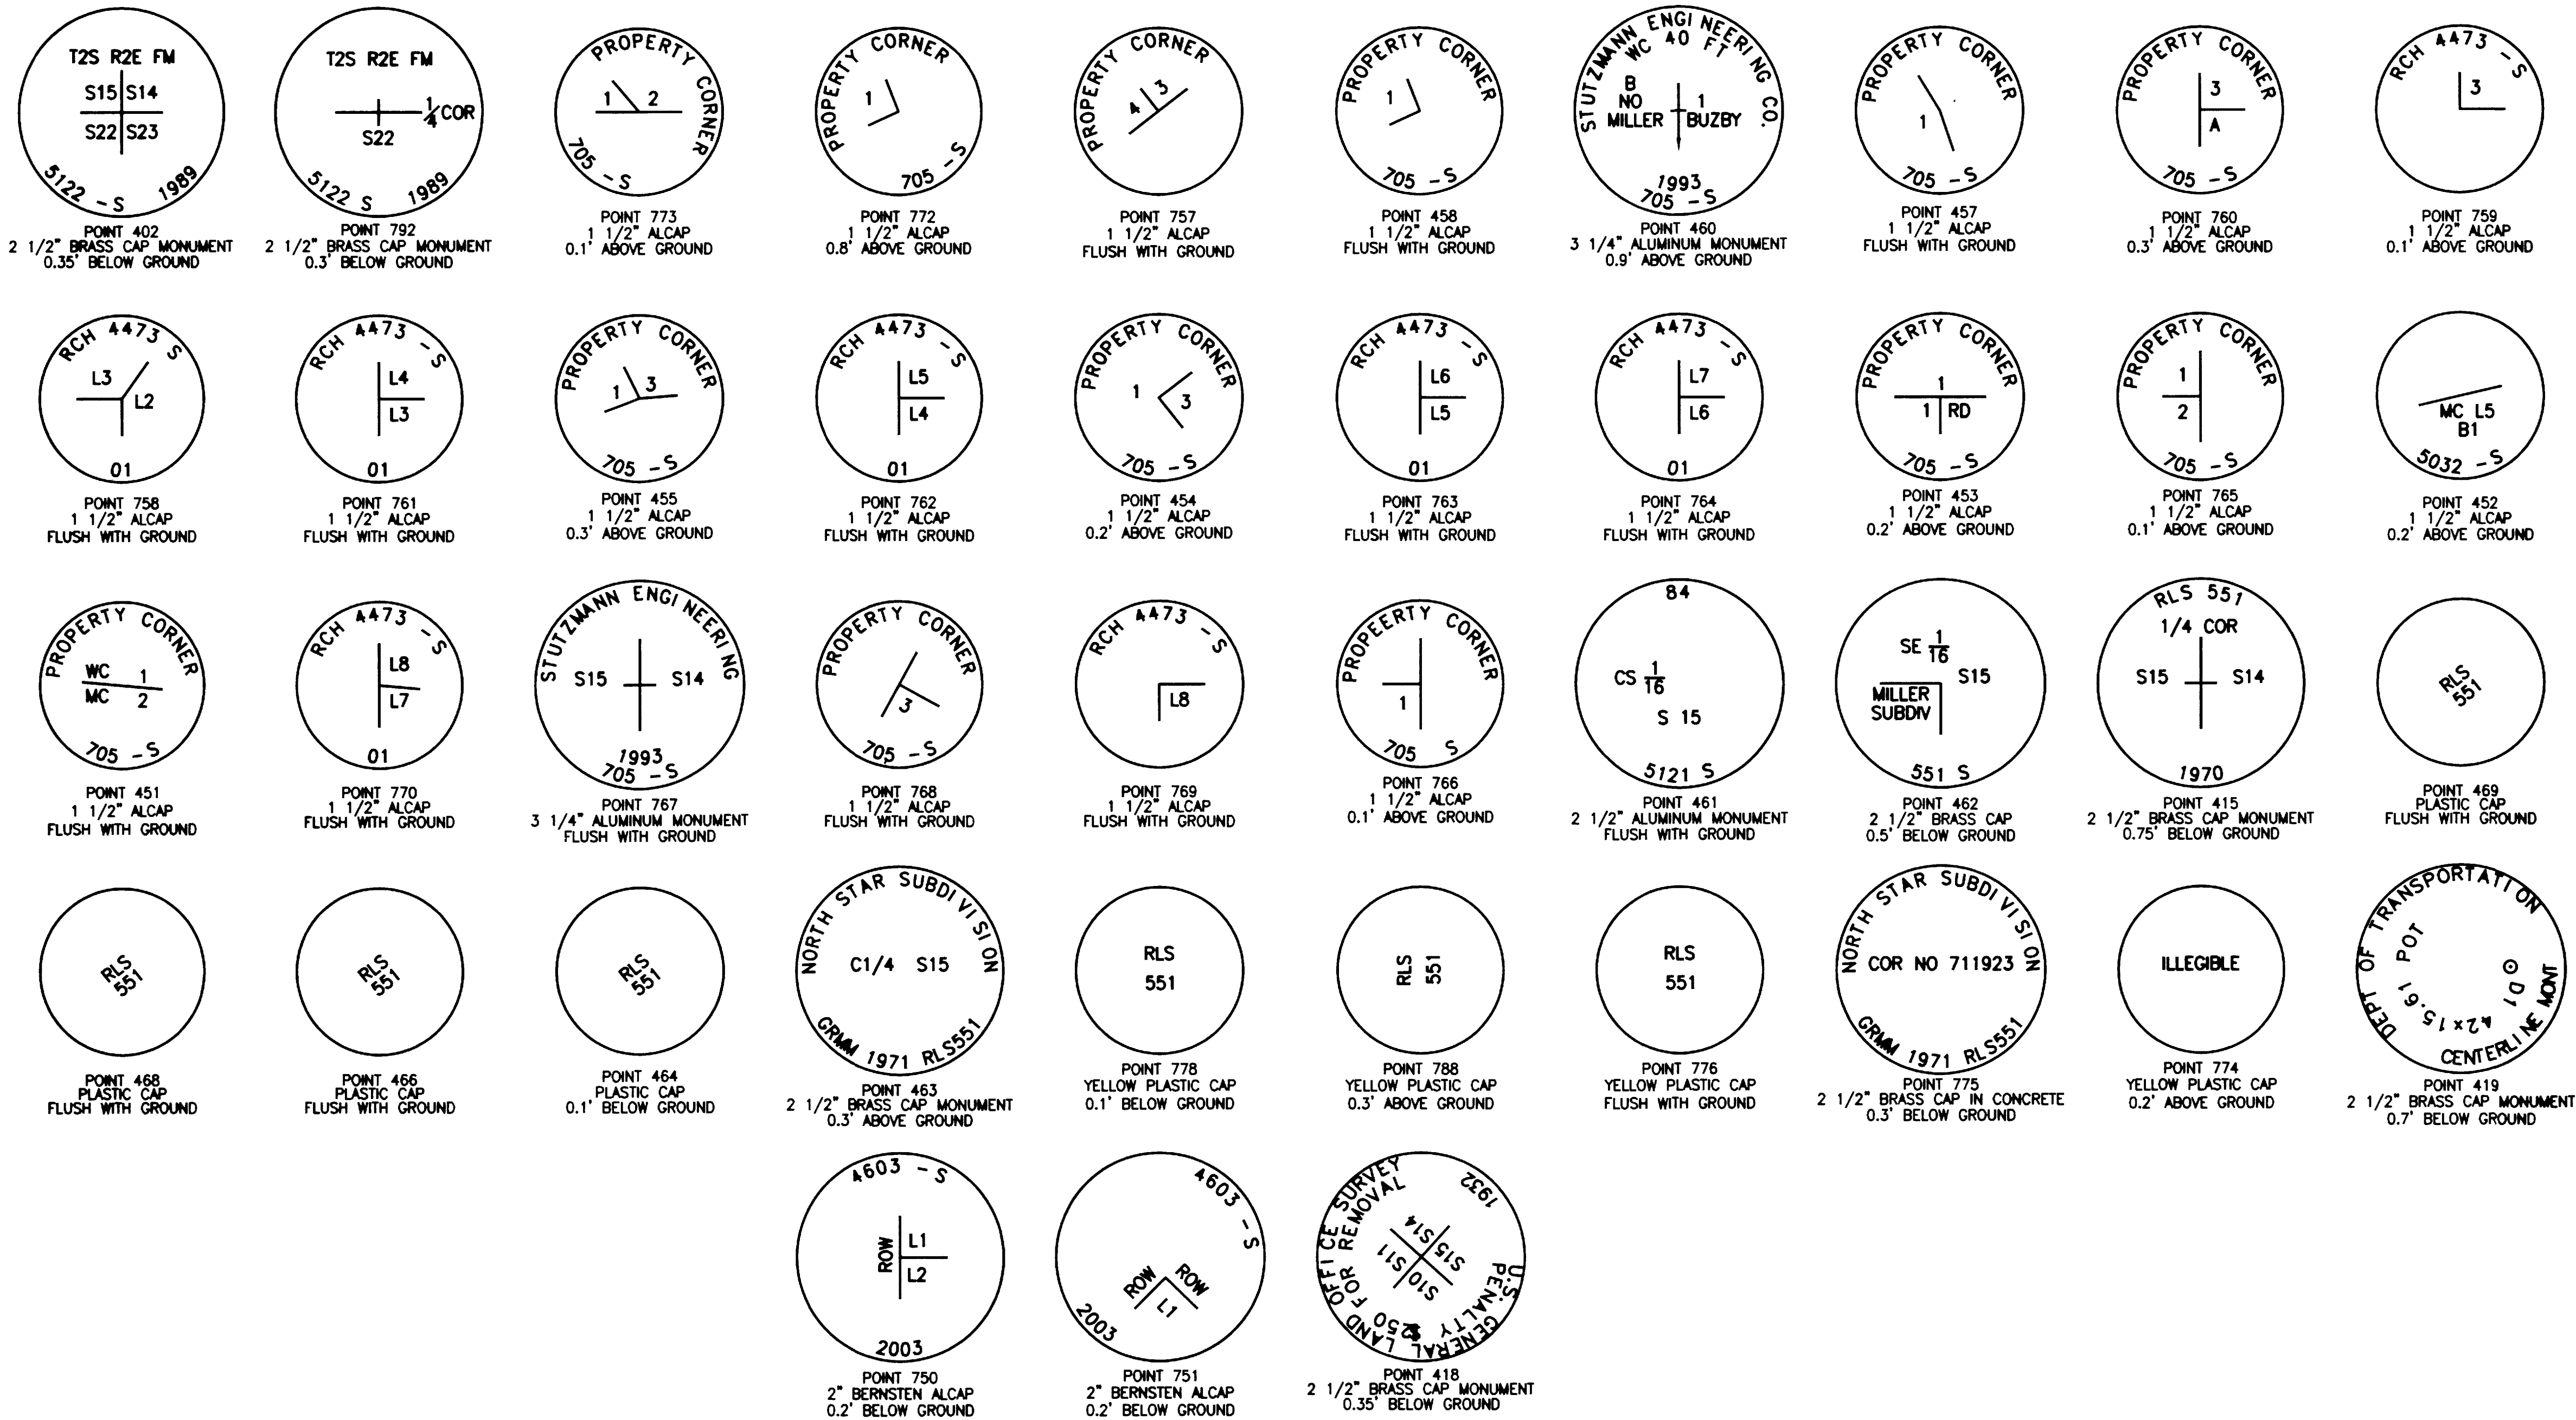 T2S R2E FM
S15 S14
S22 S23
5122 - S 1989
POINT 402
2 1/2" BRASS CAP MONUMENT
0.35' BELOW GROUND
T2S R2E FM
1/4 COR
S22
5122 S 1989
POINT 792
2 1/2" BRASS CAP MONUMENT
0.3' BELOW GROUND
PROPERTY CORNER
1 2
705 - S
POINT 773
1 1/2" ALCAP
0.1' ABOVE GROUND
PROPERTY CORNER
1
705 - S
POINT 772
1 1/2" ALCAP
0.8' ABOVE GROUND
PROPERTY CORNER
4 3
POINT 757
1 1/2" ALCAP
FLUSH WITH GROUND
PROPERTY CORNER
1
705 - S
POINT 458
1 1/2" ALCAP
FLUSH WITH GROUND
STUTZMANN ENGINEERING CO.
WC 40 FT
B
NO 1
MILLER BUZBY
1993
705 - S
POINT 460
3 1/4" ALUMINUM MONUMENT
0.9' ABOVE GROUND
PROPERTY CORNER
1
705 - S
POINT 457
1 1/2" ALCAP
FLUSH WITH GROUND
PROPERTY CORNER
3
A
705 - S
POINT 760
1 1/2" ALCAP
0.3' ABOVE GROUND
RCH 4473 - S
3
POINT 759
1 1/2" ALCAP
0.1' ABOVE GROUND
RCH 4473 S
L3
L2
01
POINT 758
1 1/2" ALCAP
FLUSH WITH GROUND
RCH 4473 - S
L4
L3
01
POINT 761
1 1/2" ALCAP
FLUSH WITH GROUND
PROPERTY CORNER
1 3
705 - S
POINT 455
1 1/2" ALCAP
0.3' ABOVE GROUND
RCH 4473 - S
L5
L4
01
POINT 762
1 1/2" ALCAP
FLUSH WITH GROUND
PROPERTY CORNER
1 3
705 - S
POINT 454
1 1/2" ALCAP
0.2' ABOVE GROUND
RCH 4473 - S
L6
L5
01
POINT 763
1 1/2" ALCAP
FLUSH WITH GROUND
RCH 4473 - S
L7
L6
01
POINT 764
1 1/2" ALCAP
FLUSH WITH GROUND
PROPERTY CORNER
1
1 RD
705 - S
POINT 453
1 1/2" ALCAP
0.2' ABOVE GROUND
PROPERTY CORNER
1
2
705 - S
POINT 765
1 1/2" ALCAP
0.1' ABOVE GROUND
MC L5
B1
5032 - S
POINT 452
1 1/2" ALCAP
0.2' ABOVE GROUND
PROPERTY CORNER
WC 1
MC 2
705 - S
POINT 451
1 1/2" ALCAP
FLUSH WITH GROUND
RCH 4473 - S
L8
L7
01
POINT 770
1 1/2" ALCAP
FLUSH WITH GROUND
STUTZMANN ENGINEERING
S15 S14
1993
705 - S
POINT 767
3 1/4" ALUMINUM MONUMENT
FLUSH WITH GROUND
PROPERTY CORNER
3
705 - S
POINT 768
1 1/2" ALCAP
FLUSH WITH GROUND
RCH 4473 - S
L8
POINT 769
1 1/2" ALCAP
FLUSH WITH GROUND
PROPEERTY CORNER
1
705 S
POINT 766
1 1/2" ALCAP
0.1' ABOVE GROUND
84
CS 1/16
S 15
5121 S
POINT 461
2 1/2" ALUMINUM MONUMENT
FLUSH WITH GROUND
SE 1/16
S15
MILLER
SUBDIV
551 S
POINT 462
2 1/2" BRASS CAP
0.5' BELOW GROUND
RLS 551
1/4 COR
S15 S14
1970
POINT 415
2 1/2" BRASS CAP MONUMENT
0.75' BELOW GROUND
RLS
551
POINT 469
PLASTIC CAP
FLUSH WITH GROUND
RLS
551
POINT 468
PLASTIC CAP
FLUSH WITH GROUND
RLS
551
POINT 466
PLASTIC CAP
FLUSH WITH GROUND
RLS
551
POINT 464
PLASTIC CAP
0.1' BELOW GROUND
NORTH STAR SUBDIVISION
C1/4 S15
GRMM 1971 RLS551
POINT 463
2 1/2" BRASS CAP MONUMENT
0.3' ABOVE GROUND
RLS
551
POINT 778
YELLOW PLASTIC CAP
0.1' BELOW GROUND
RLS
551
POINT 788
YELLOW PLASTIC CAP
0.3' ABOVE GROUND
RLS
551
POINT 776
YELLOW PLASTIC CAP
FLUSH WITH GROUND
NORTH STAR SUBDIVISION
COR NO 711923
GRMM 1971 RLS551
POINT 775
2 1/2" BRASS CAP IN CONCRETE
0.3' BELOW GROUND
ILLEGIBLE
POINT 774
YELLOW PLASTIC CAP
0.2' ABOVE GROUND
DEPT OF TRANSPORTATION
POT
42x15.61
D1
CENTERLINE MONT
POINT 419
2 1/2" BRASS CAP MONUMENT
0.7' BELOW GROUND
4603 - S
ROW L1
L2
2003
POINT 750
2" BERNSTEN ALCAP
0.2' BELOW GROUND
4603 - S
ROW ROW
L1
2003
POINT 751
2" BERNSTEN ALCAP
0.2' BELOW GROUND
U.S. GENERAL LAND OFFICE SURVEY
PENALTY $250 FOR REMOVAL
S10 S11
S15 S14
1932
POINT 418
2 1/2" BRASS CAP MONUMENT
0.35' BELOW GROUND